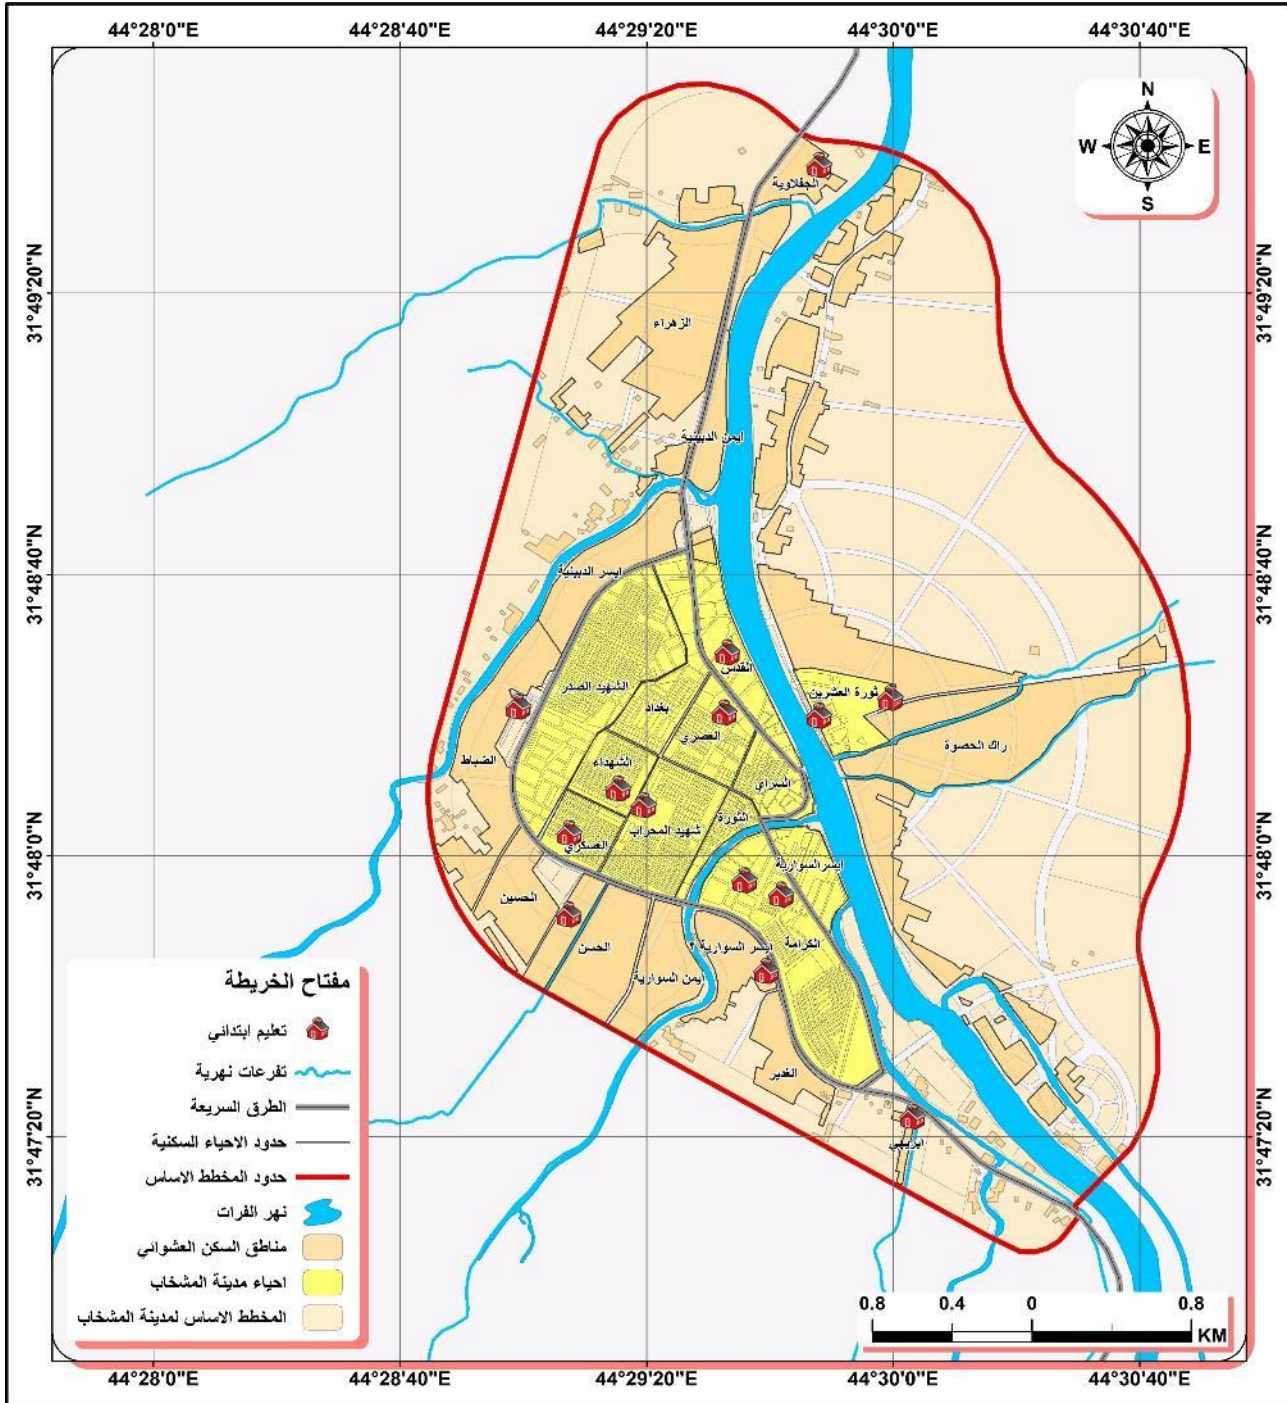 44°28'0"E 44°28'40"E 44°29'20"E 44°30'0"E 44°30'40"E
N
W E
S
31°49'20"N 31°49'20"N
31°48'40"N 31°48'40"N
31°48'0"N 31°48'0"N
31°47'20"N 31°47'20"N
الجفلاوية
الزهراء
ايمن الدبينية
ايسر الدبينية
القدس
الشهيد الصدر
ثورة العشرين
بغداد
العصري
راك الحصوة
الضباط
الشهداء
السراي
الثورة
شهيد المحراب
العسكري
ايسر السوارية
الحسين
الكرامة
الحسن
ايسر السوارية ٢
ايمن السوارية
الغدير
ابزيهي
مفتاح الخريطة
تعليم ابتدائي
تفرعات نهرية
الطرق السريعة
حدود الاحياء السكنية
حدود المخطط الاساس
نهر الفرات
مناطق السكن العشوائي
احياء مدينة المشخاب
المخطط الاساس لمدينة المشخاب
0.8 0.4 0 0.8
KM
44°28'0"E 44°28'40"E 44°29'20"E 44°30'0"E 44°30'40"E